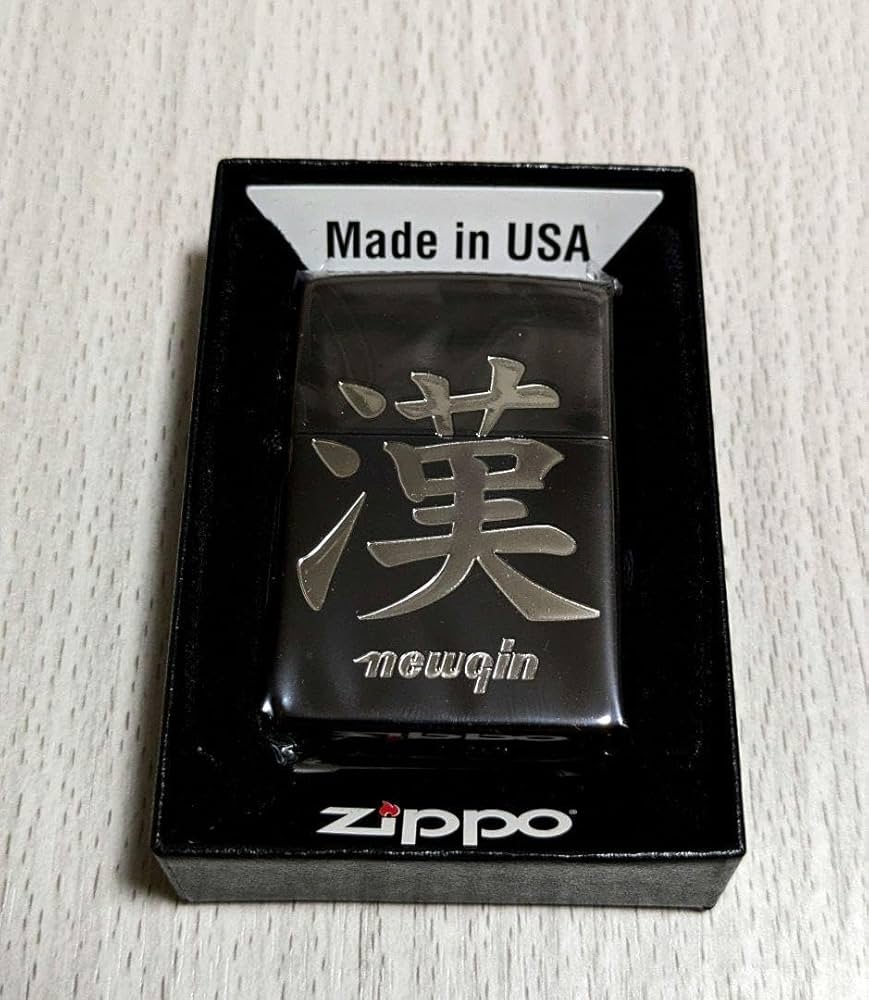 Made in USA
漢
newgin
zippo